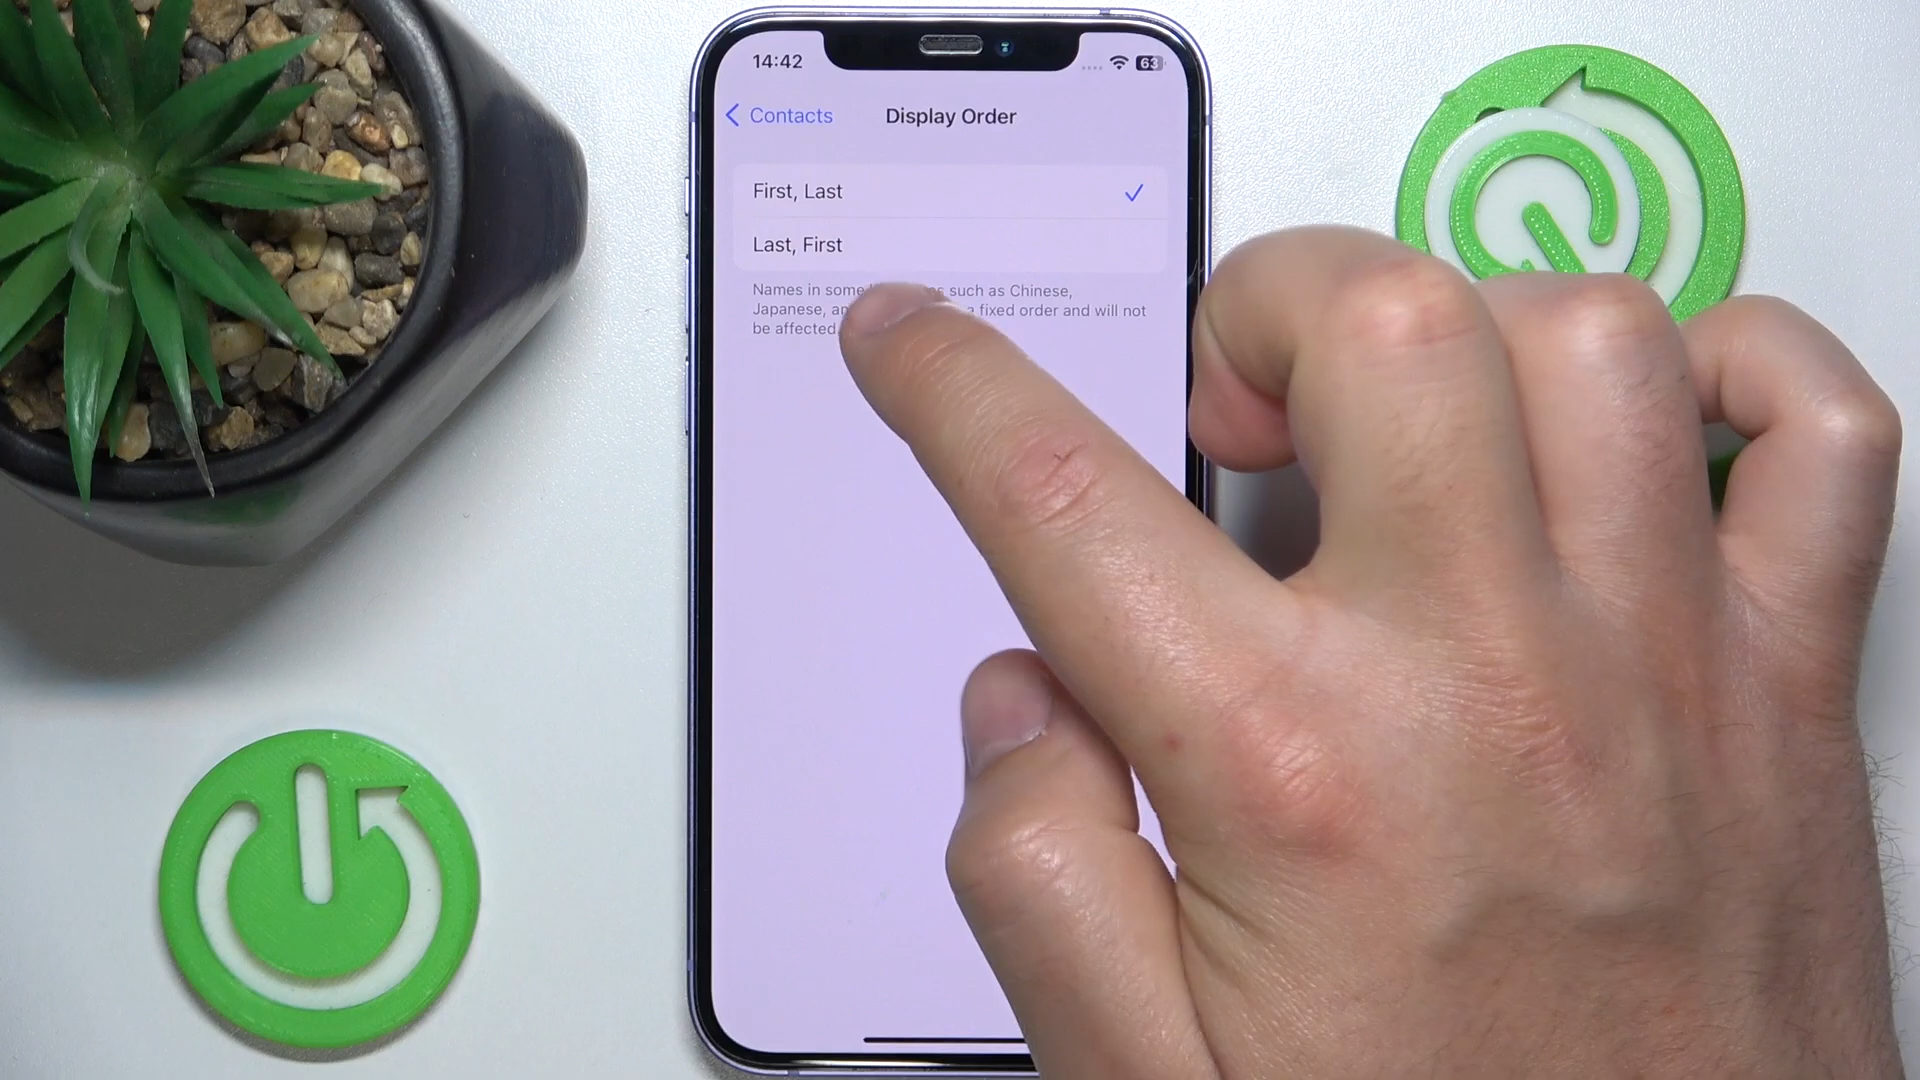 14:42
63
Contacts
Display Order
First, Last
Last, First
Names in some such as Chinese,
Japanese, a fixed order and will not
be affected.